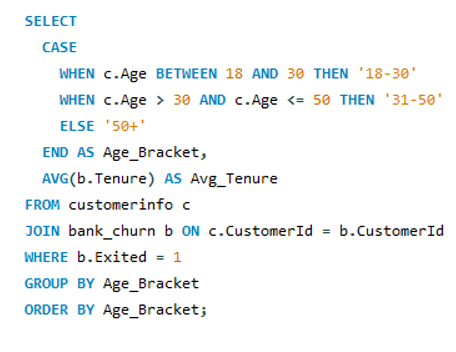 SELECT
CASE
WHEN c.Age BETWEEN 18 AND 30 THEN '18-30'
WHEN c.Age > 30 AND c.Age <= 50 THEN '31-50'
ELSE '50+'
END AS Age_Bracket,
AVG(b.Tenure) AS Avg_Tenure
FROM customerinfo c
JOIN bank_churn b ON c.CustomerId = b.CustomerId
WHERE b.Exited = 1
GROUP BY Age_Bracket
ORDER BY Age_Bracket;